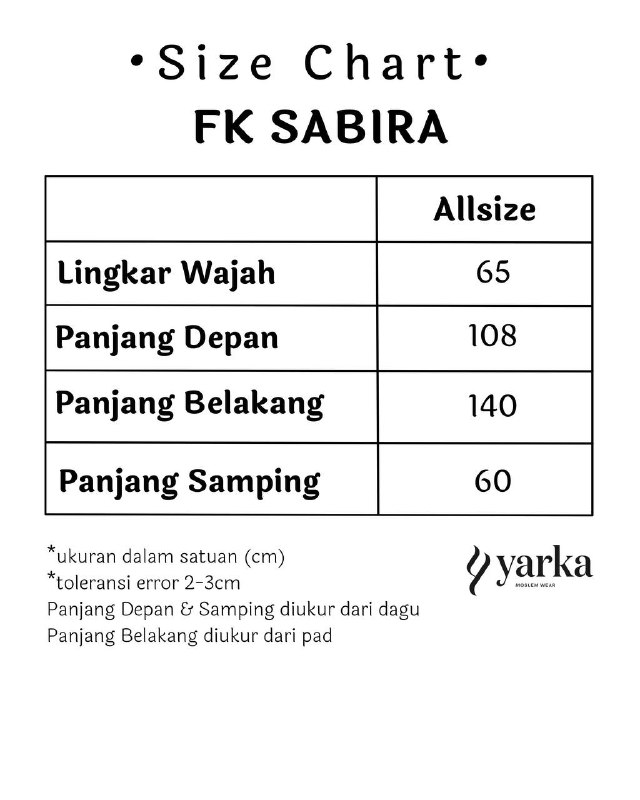 •Size Chart•
FK SABIRA
Allsize
Lingkar Wajah 65
Panjang Depan 108
Panjang Belakang 140
Panjang Samping 60
*ukuran dalam satuan (cm)
*toleransi error 2-3cm
Panjang Depan & Samping diukur dari dagu
Panjang Belakang diukur dari pad
yarka
MOSLEM WEAR